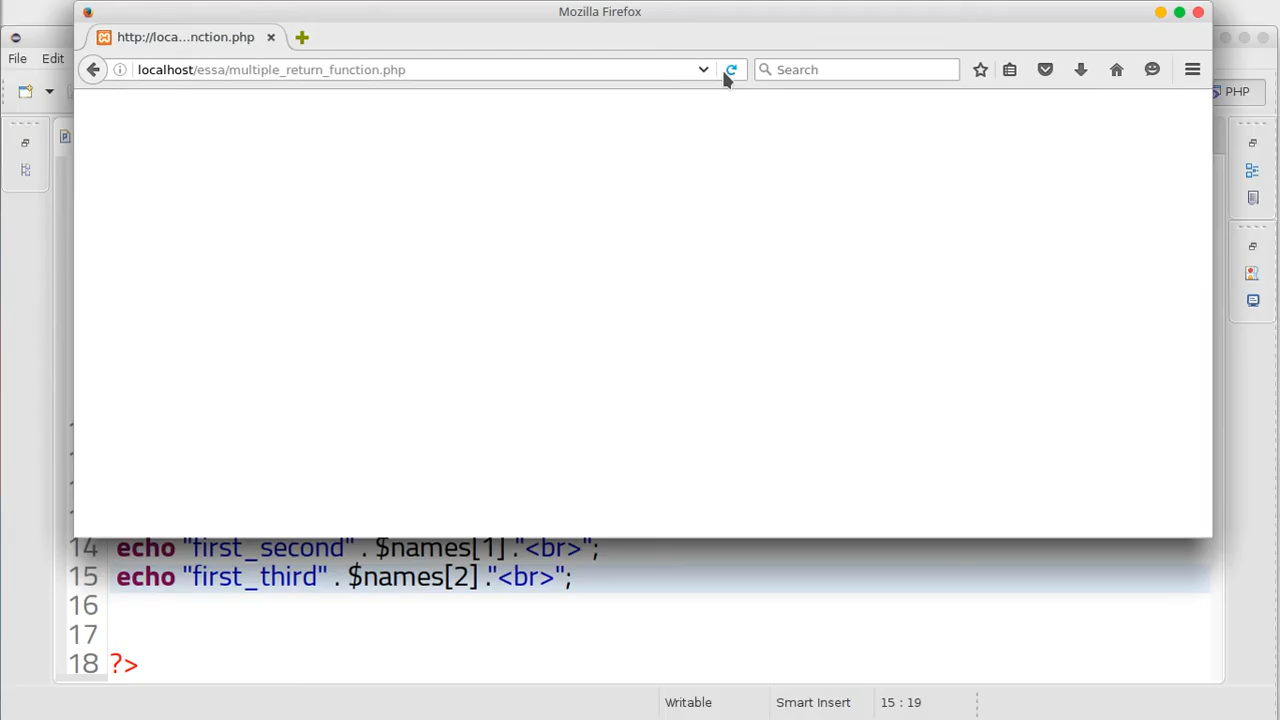 Mozilla Firefox
http://loca...nction.php
File Edit
localhost/essa/multiple_return_function.php
Search
PHP
14 echo "first_second" . $names[1] ."<br>";
15 echo "first_third" . $names[2] ."<br>";
16
17
18 ?>
Writable
Smart Insert
15 : 19